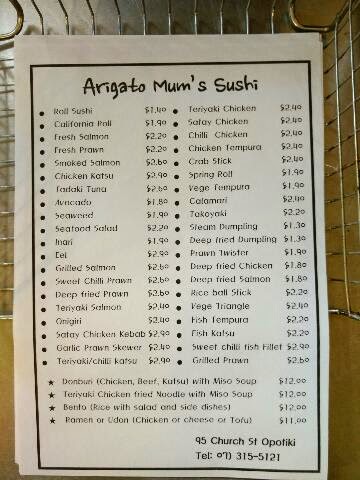 Arigato Mum's Sushi
Roll Sushi $1.40
California Roll $1.90
Fresh Salmon $2.20
Fresh Prawn $2.20
Smoked Salmon $2.60
Chicken Katsu $2.90
Tadaki Tuna $2.60
Avocado $1.80
Seaweed $1.90
Seafood Salad $2.20
Inari $1.90
Eel $2.90
Grilled Salmon $2.60
Sweet Chilli Prawn $2.60
Deep fried Prawn $2.60
Teriyaki Salmon $2.40
Onigiri $2.40
Satay Chicken Kebab $2.90
Garlic Prawn Skewer $2.40
Teriyaki/chilli katsu $2.90
Teriyaki Chicken $2.40
Satay Chicken $2.40
Chilli Chicken $2.40
Chicken Tempura $2.40
Crab Stick $2.40
Spring Roll $1.90
Vege Tempura $1.90
Calamari $2.40
Takoyaki $2.20
Steam Dumpling $1.30
Deep fried Dumpling $1.30
Prawn Twister $1.90
Deep fried Chicken $1.80
Deep fried Salmon $1.80
Rice ball Stick $2.20
Vege Triangle $2.40
Fish Tempura $2.20
Fish Katsu $2.20
Sweet chilli fish Fillet $2.90
Grilled Prawn $2.60
★ Donburi (Chicken, Beef, Katsu) with Miso Soup $12.00
★ Teriyaki Chicken fried Noodle with Miso Soup $12.00
★ Bento (Rice with salad and side dishes) $12.00
★ Ramen or Udon (Chicken or cheese or Tofu) $11.00
95 Church St Opotiki
Tel: 07) 315-5121